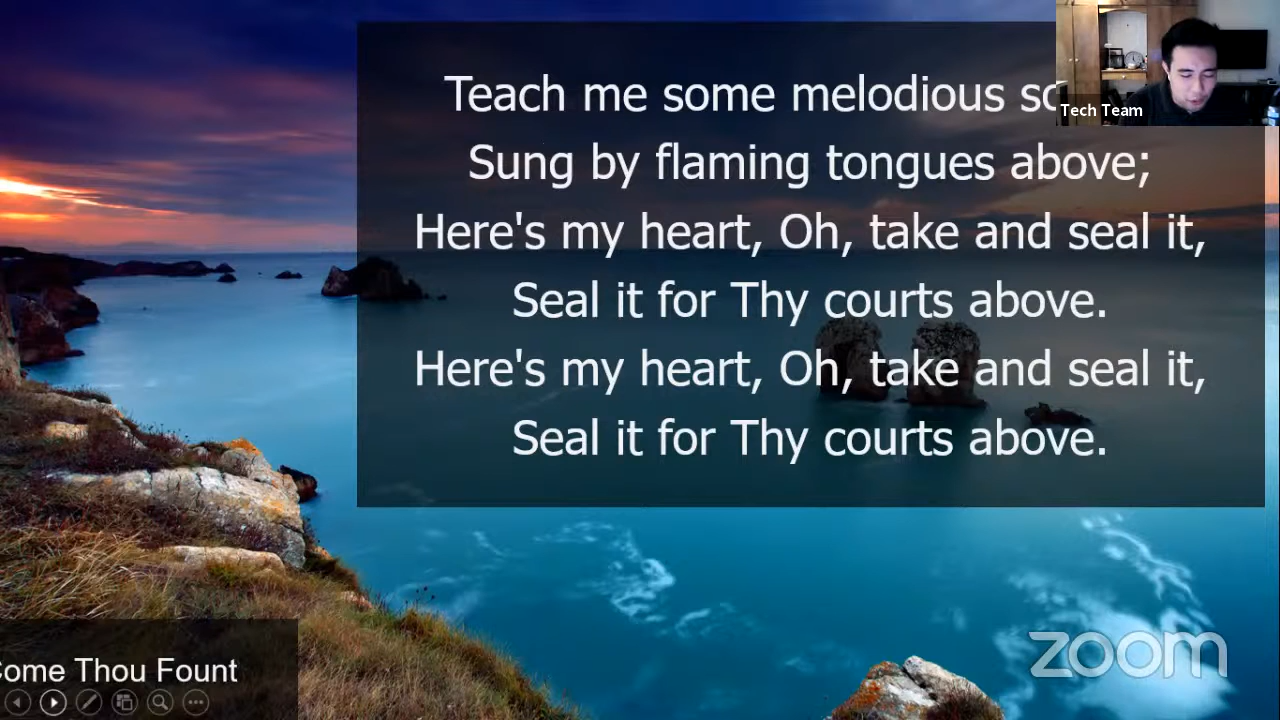 Teach me some melodious
Sung by flaming tongues above;
Here's my heart, Oh, take and seal it,
Seal it for Thy courts above.
Here's my heart, Oh, take and seal it,
Seal it for Thy courts above.
Tech Team
Come Thou Fount
zoom